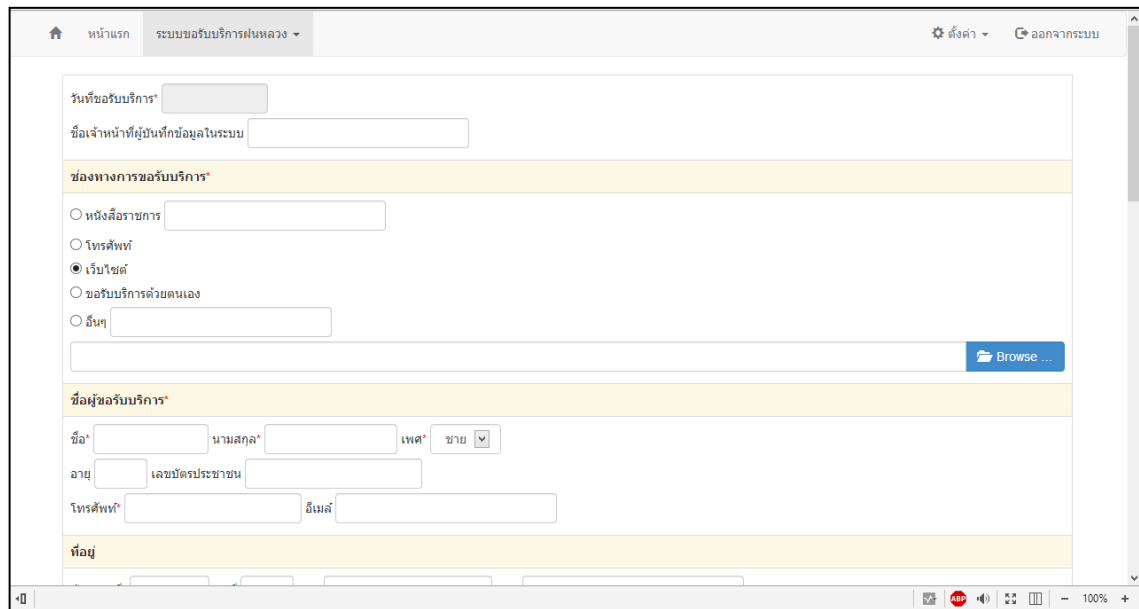 หน้าแรก ระบบขอรับบริการฝนหลวง ตั้งค่า ออกจากระบบ
วันที่ขอรับบริการ*
ชื่อเจ้าหน้าที่ผู้บันทึกข้อมูลในระบบ
ช่องทางการขอรับบริการ*
หนังสือราชการ
โทรศัพท์
เว็บไซต์
ขอรับบริการด้วยตนเอง
อื่นๆ
Browse ...
ชื่อผู้ขอรับบริการ*
ชื่อ* นามสกุล* เพศ* ชาย
อายุ เลขบัตรประชาชน
โทรศัพท์* อีเมล์
ที่อยู่
ABP 100%